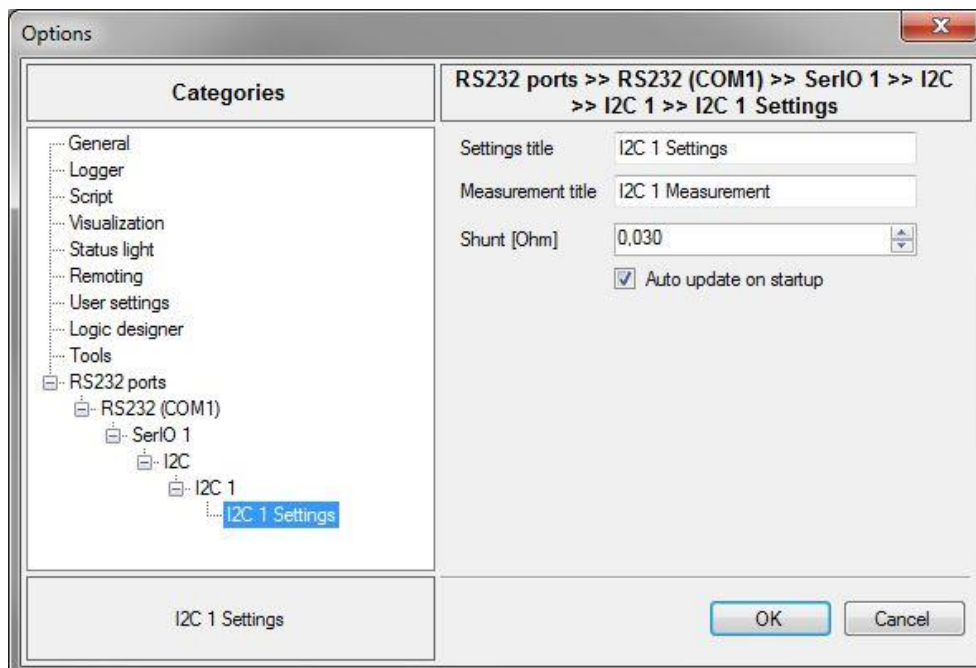 Options
Categories
General
Logger
Script
Visualization
Status light
Remoting
User settings
Logic designer
Tools
RS232 ports
RS232 (COM1)
SerIO 1
I2C
I2C 1
I2C 1 Settings
I2C 1 Settings
RS232 ports >> RS232 (COM1) >> SerIO 1 >> I2C
>> I2C 1 >> I2C 1 Settings
Settings title I2C 1 Settings
Measurement title I2C 1 Measurement
Shunt [Ohm] 0,030
Auto update on startup
OK Cancel